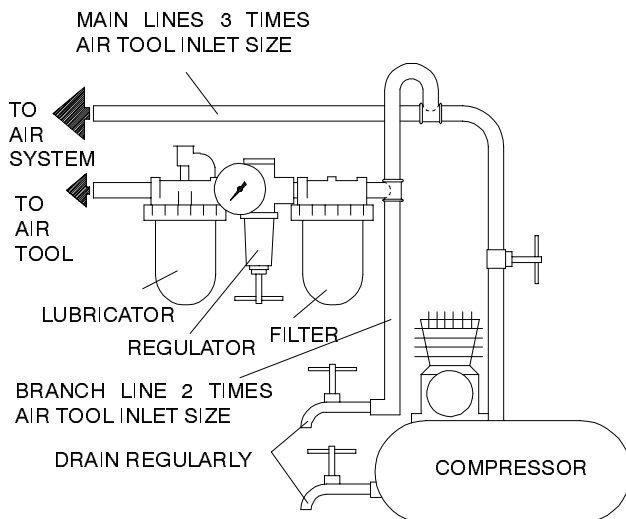 MAIN LINES 3 TIMES
AIR TOOL INLET SIZE
TO
AIR
SYSTEM
TO
AIR
TOOL
LUBRICATOR
REGULATOR
FILTER
BRANCH LINE 2 TIMES
AIR TOOL INLET SIZE
DRAIN REGULARLY
COMPRESSOR